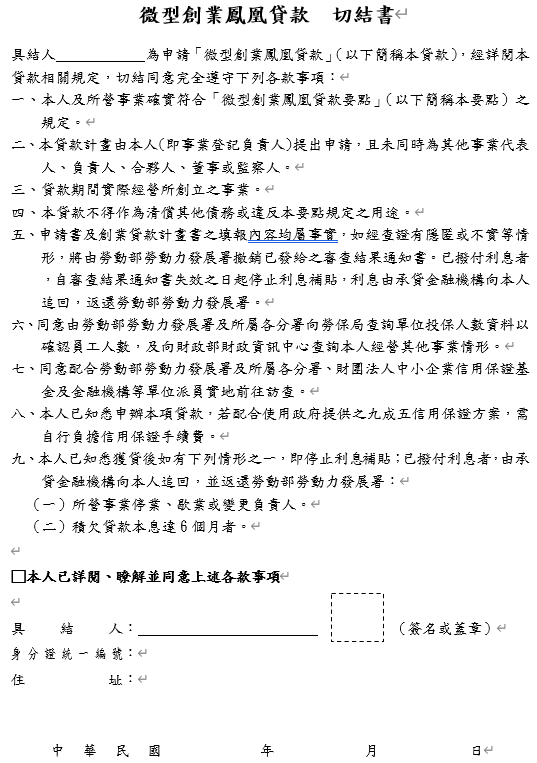 微型創業鳳凰貸款　切結書
具結人＿＿＿＿＿＿為申請「微型創業鳳凰貸款」（以下簡稱本貸款），經詳閱本
貸款相關規定，切結同意完全遵守下列各款事項：
一、本人及所營事業確實符合「微型創業鳳凰貸款要點」（以下簡稱本要點）之
規定。
二、本貸款計畫由本人(即事業登記負責人)提出申請，且未同時為其他事業代表
人、負責人、合夥人、董事或監察人。
三、貸款期間實際經營所創立之事業。
四、本貸款不得作為清償其他債務或違反本要點規定之用途。
五、申請書及創業貸款計畫書之填報內容均屬事實，如經查證有隱匿或不實等情
形，將由勞動部勞動力發展署撤銷已發給之審查結果通知書。已撥付利息者
，自審查結果通知書失效之日起停止利息補貼，利息由承貸金融機構向本人
追回，返還勞動部勞動力發展署。
六、同意由勞動部勞動力發展署及所屬各分署向勞保局查詢單位投保人數資料以
確認員工人數，及向財政部財政資訊中心查詢本人經營其他事業情形。
七、同意配合勞動部勞動力發展署及所屬各分署、財團法人中小企業信用保證基
金及金融機構等單位派員實地前往訪查。
八、本人已知悉申辦本項貸款，若配合使用政府提供之九成五信用保證方案，需
自行負擔信用保證手續費。
九、本人已知悉獲貸後如有下列情形之一，即停止利息補貼；已撥付利息者，由承
貸金融機構向本人追回，並返還勞動部勞動力發展署：
（一）所營事業停業、歇業或變更負責人。
（二）積欠貸款本息達 6 個月者。
□本人已詳閱、瞭解並同意上述各款事項
具　結　人：＿＿＿＿＿＿＿＿＿＿＿＿（簽名或蓋章）
身分證統一編號：
住　　　址：
中　華　民　國　　　　　年　　　　　月　　　　　日